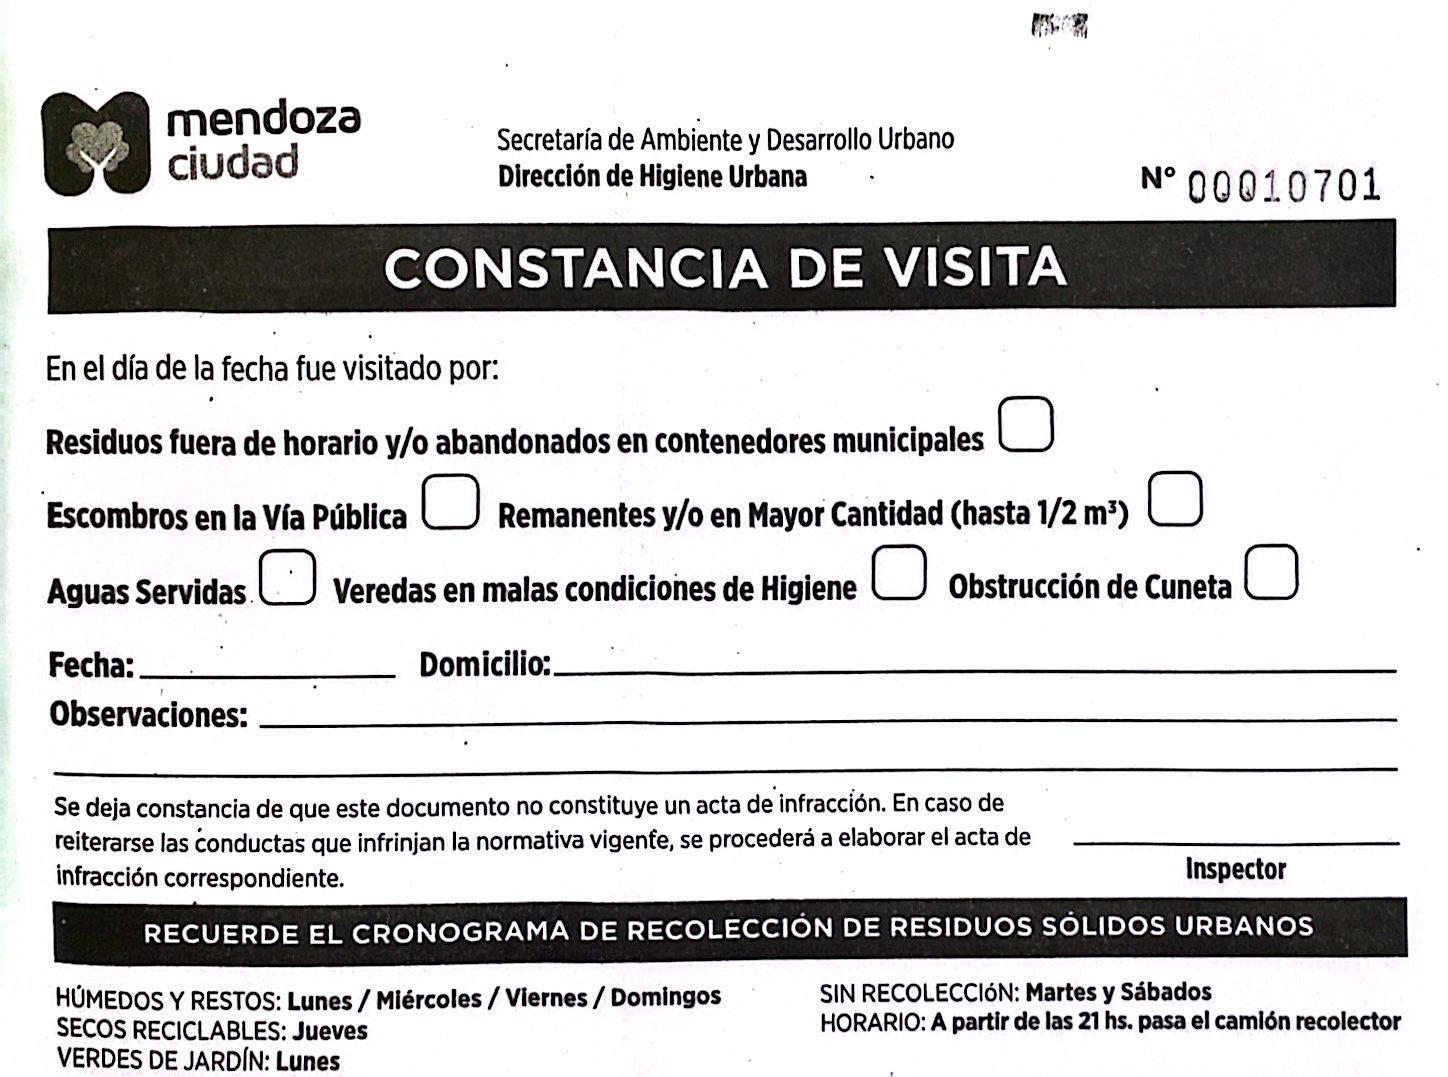 mendoza
ciudad
Secretaría de Ambiente y Desarrollo Urbano
Dirección de Higiene Urbana
N° 00010701
CONSTANCIA DE VISITA
En el día de la fecha fue visitado por:
Residuos fuera de horario y/o abandonados en contenedores municipales
Escombros en la Vía Pública Remanentes y/o en Mayor Cantidad (hasta 1/2 m³)
Aguas Servidas Veredas en malas condiciones de Higiene Obstrucción de Cuneta
Fecha: Domicilio:
Observaciones:
Se deja constancia de que este documento no constituye un acta de infracción. En caso de
reiterarse las conductas que infrinjan la normativa vigente, se procederá a elaborar el acta de
infracción correspondiente.
Inspector
RECUERDE EL CRONOGRAMA DE RECOLECCIÓN DE RESIDUOS SÓLIDOS URBANOS
HÚMEDOS Y RESTOS: Lunes / Miércoles / Viernes / Domingos
SECOS RECICLABLES: Jueves
VERDES DE JARDÍN: Lunes
SIN RECOLECCIóN: Martes y Sábados
HORARIO: A partir de las 21 hs. pasa el camión recolector